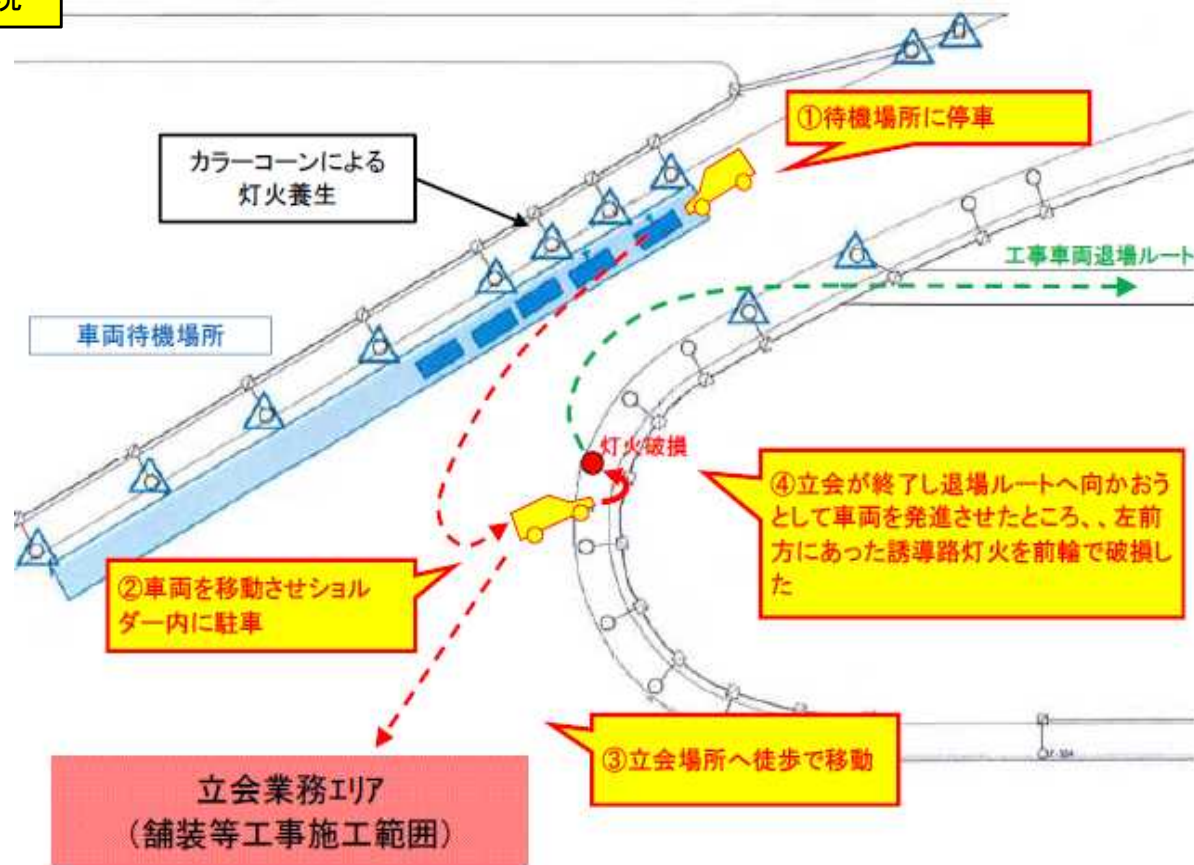 況
①待機場所に停車
カラーコーンによる
灯火養生
工事車両退場ルート
車両待機場所
灯火破損
④立会が終了し退場ルートへ向かおう
として車両を発進させたところ、、左前
方にあった誘導路灯火を前輪で破損し
た
②車両を移動させショル
ダー内に駐車
③立会場所へ徒歩で移動
立会業務エリア
(舗装等工事施工範囲)